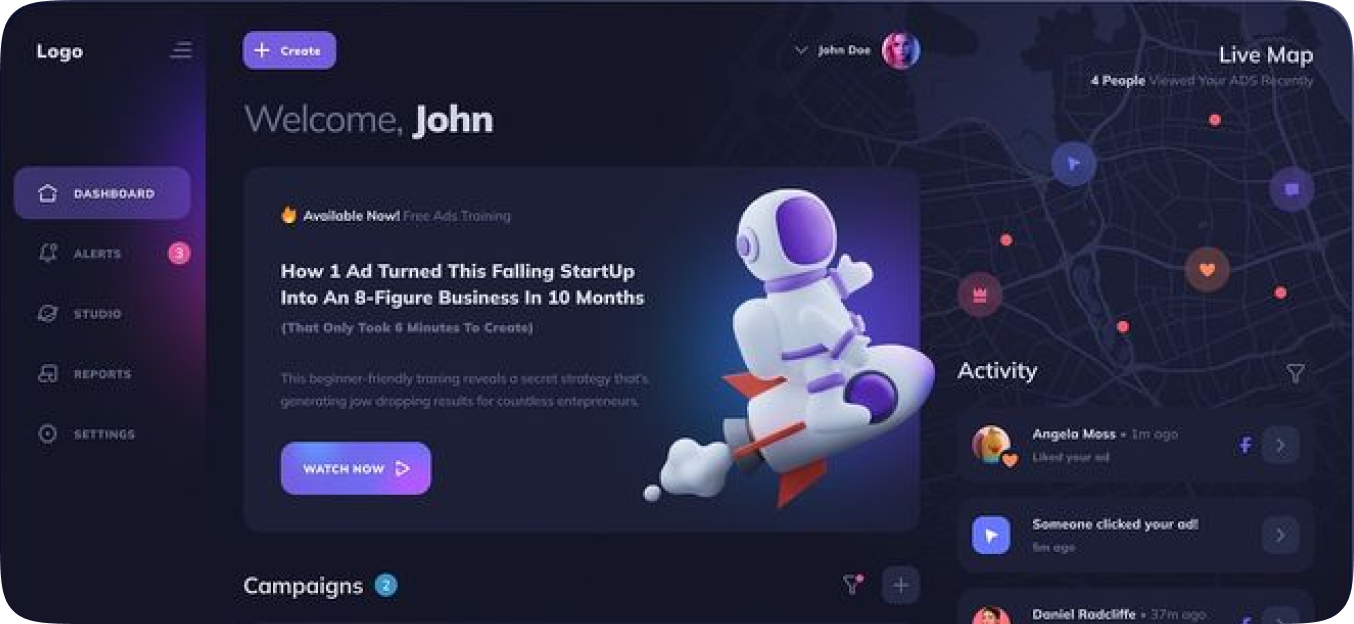 Logo
DASHBOARD
ALERTS
3
STUDIO
REPORTS
SETTINGS
Create
John Doe
Welcome, John
Available Now! Free Ads Training
How 1 Ad Turned This Falling StartUp
Into An 8-Figure Business In 10 Months
(That Only Took 6 Minutes To Create)
This beginner-friendly traning reveals a secret strategy that's
generating jaw dropping results for countless entepreneurs.
WATCH NOW
Campaigns 2
Live Map
4 People Viewed Your ADS Recently
Activity
Angela Moss • 1m ago
Liked your ad
Someone clicked your ad!
5m ago
Daniel Radcliffe • 37m ago